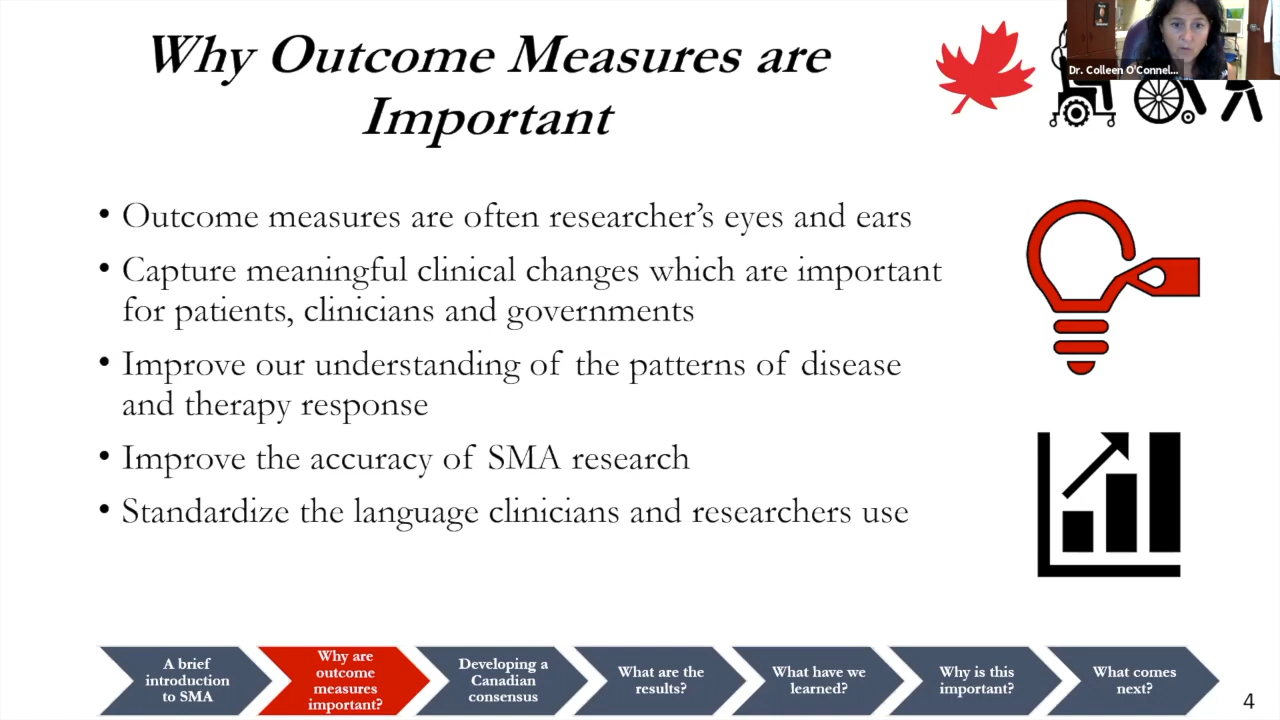 Why Outcome Measures are
Important
Dr. Colleen O'Connel...
• Outcome measures are often researcher's eyes and ears
• Capture meaningful clinical changes which are important
for patients, clinicians and governments
• Improve our understanding of the patterns of disease
and therapy response
• Improve the accuracy of SMA research
• Standardize the language clinicians and researchers use
A brief
introduction
to SMA
Why are
outcome
measures
important?
Developing a
Canadian
consensus
What are the
results?
What have we
learned?
Why is this
important?
What comes
next?
4